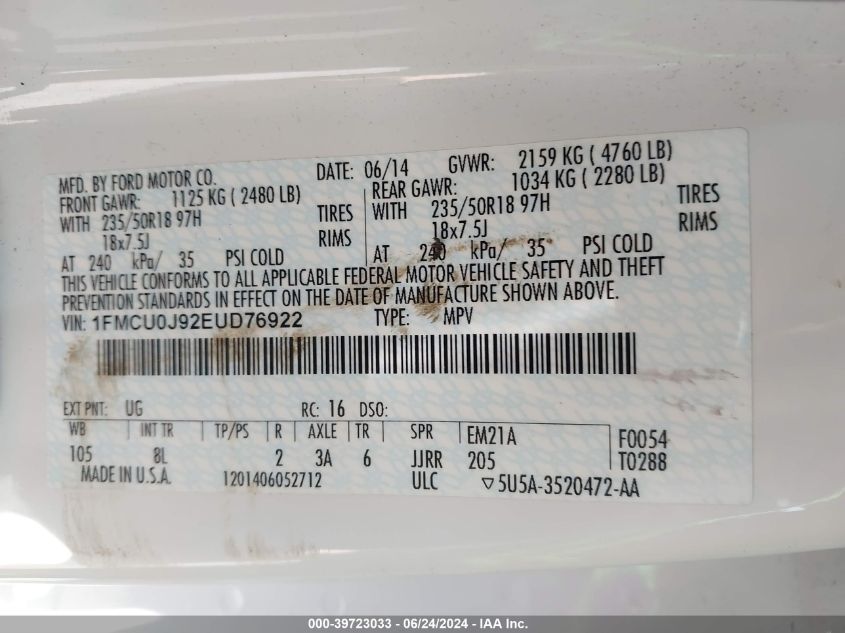 MFD. BY FORD MOTOR CO. DATE: 06/14 GVWR: 2159 KG ( 4760 LB)
FRONT GAWR: 1125 KG ( 2480 LB) REAR GAWR: 1034 KG ( 2280 LB)
WITH 235/50R18 97H TIRES WITH 235/50R18 97H TIRES
18x7.5J RIMS 18x7.5J RIMS
AT 240 kPa/ 35 PSI COLD AT 240 kPa/ 35 PSI COLD
THIS VEHICLE CONFORMS TO ALL APPLICABLE FEDERAL MOTOR VEHICLE SAFETY AND THEFT
PREVENTION STANDARDS IN EFFECT ON THE DATE OF MANUFACTURE SHOWN ABOVE.
VIN: 1FMCU0J92EUD76922 TYPE: MPV
EXT PNT: UG RC: 16 DSO:
WB INT TR TP/PS R AXLE TR SPR EM21A F0054
105 8L 2 3A 6 JJRR 205 T0288
MADE IN U.S.A. 1201406052712 ULC ▽5U5A-3520472-AA
000-39723033 - 06/24/2024 - IAA Inc.